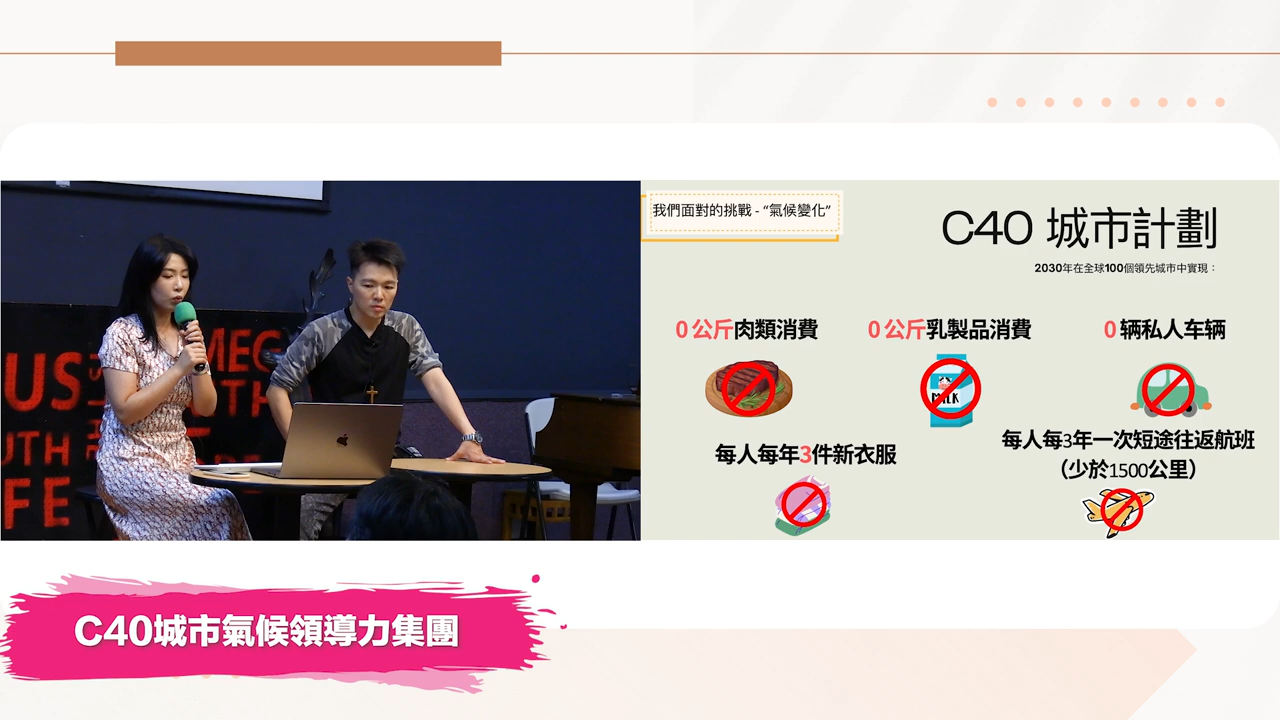 我們面對的挑戰 - “氣候變化”
C40 城市計劃
2030年在全球100個領先城市中實現：
0 公斤肉類消費
0 公斤乳製品消費
0 辆私人车辆
MILK
每人每年3件新衣服
每人每3年一次短途往返航班
（少於1500公里）
US
UTH
FE
C40城市氣候領導力集團